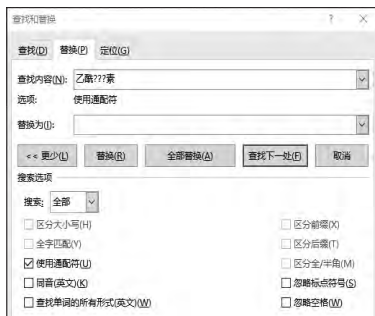 查找和替换 ? ×
查找(D) 替换(P) 定位(G)
查找内容(N): 乙酰???素
选项: 使用通配符
替换为(I):
<< 更少(L) 替换(R) 全部替换(A) 查找下一处(F) 取消
搜索选项
搜索: 全部
区分大小写(H) 区分前缀(X)
全字匹配(Y) 区分后缀(T)
使用通配符(U) 区分全/半角(M)
同音(英文)(K) 忽略标点符号(S)
查找单词的所有形式(英文)(W) 忽略空格(W)